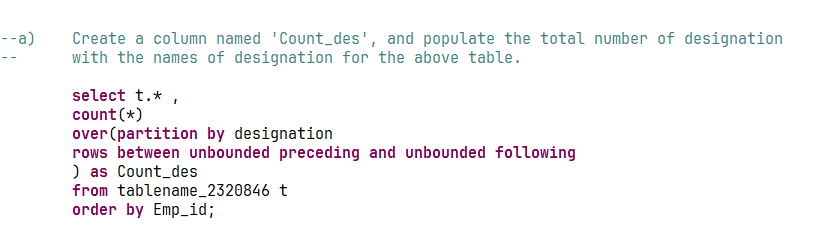 --a)    Create a column named 'Count_des', and populate the total number of designation
--      with the names of designation for the above table.
        select t.* ,
        count(*)
        over(partition by designation
        rows between unbounded preceding and unbounded following
        ) as Count_des
        from tablename_2320846 t
        order by Emp_id;